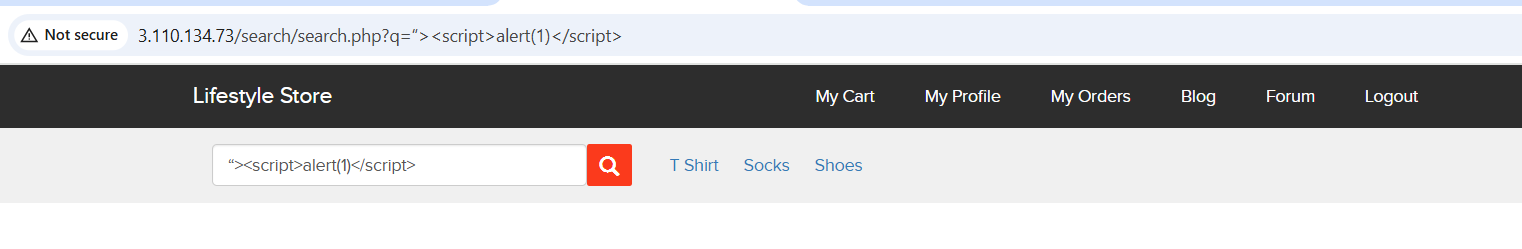 Not secure 3.110.134.73/search/search.php?q=“><script>alert(1)</script>
Lifestyle Store My Cart My Profile My Orders Blog Forum Logout
“><script>alert(1)</script> T Shirt Socks Shoes